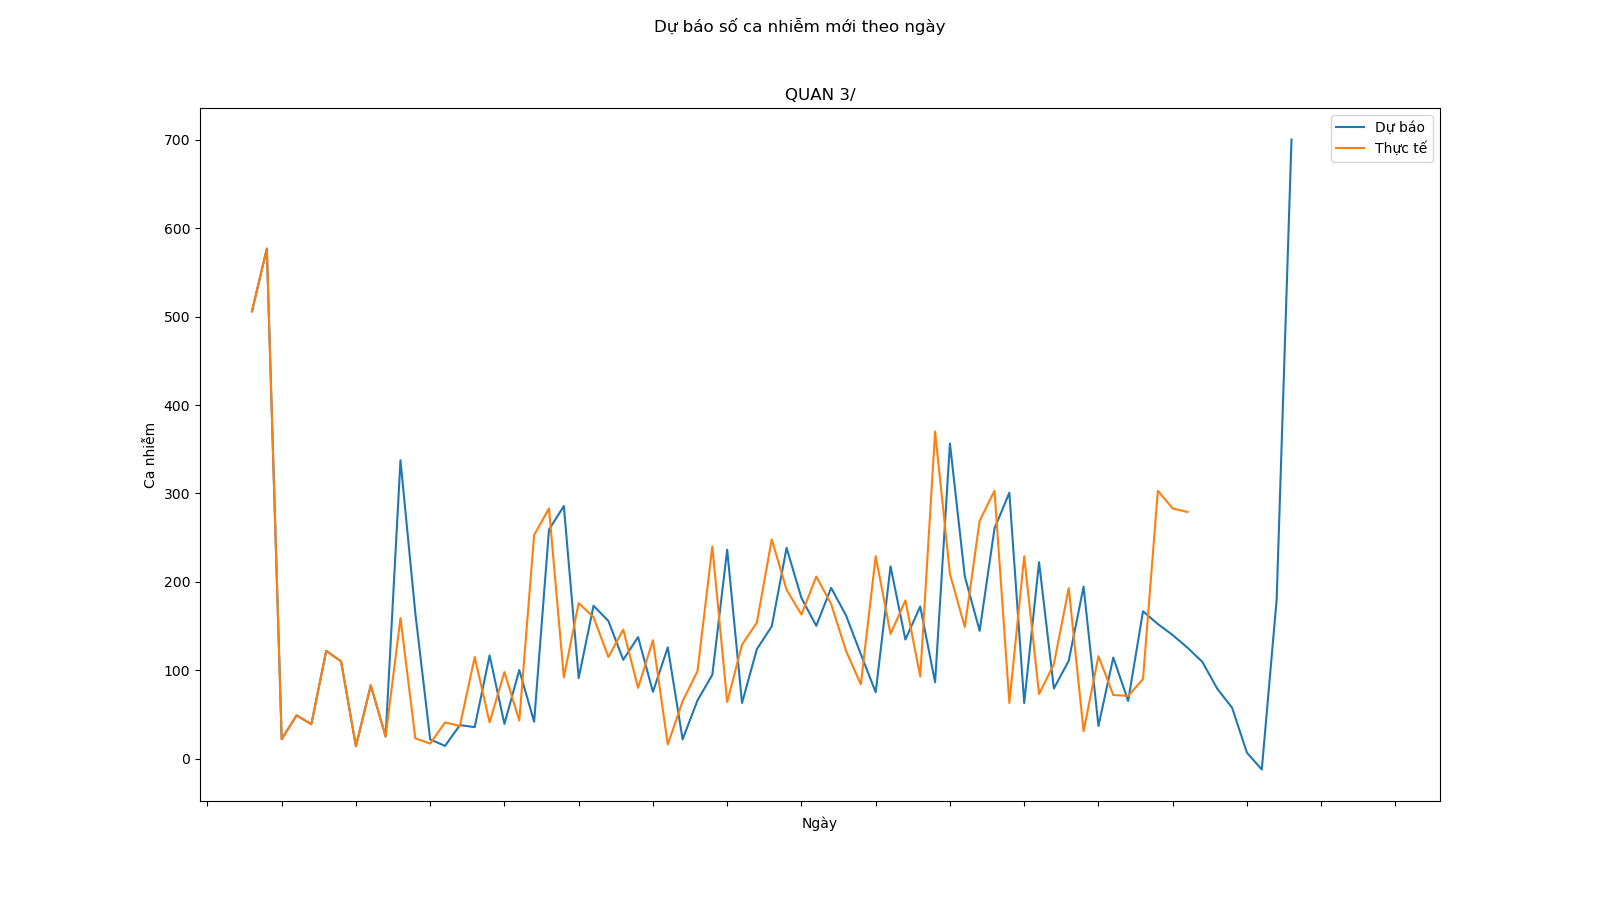 Dự báo số ca nhiễm mới theo ngày
QUAN 3/
Dự báo
Thực tế
700
600
500
400
300
200
100
0
Ca nhiễm
Ngày